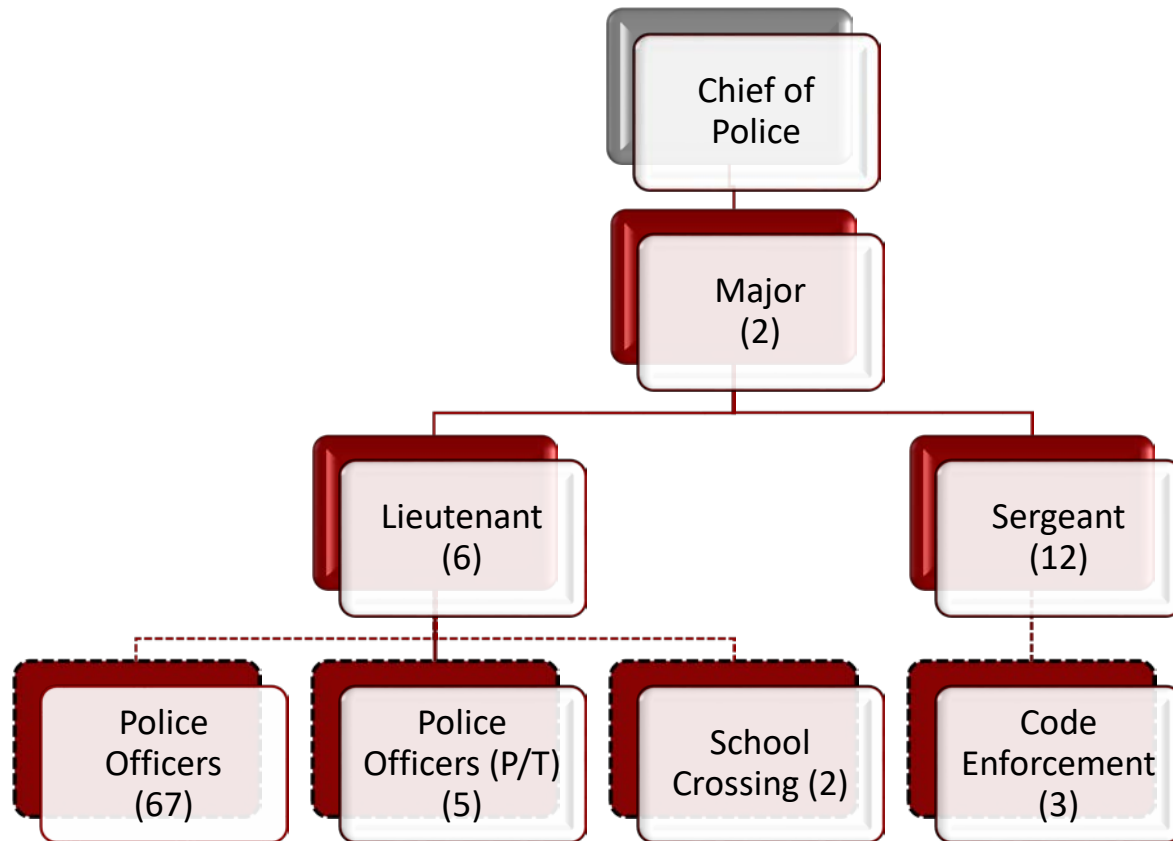 Chief of
Police
Major
(2)
Lieutenant
(6)
Sergeant
(12)
Police
Officers
(67)
Police
Officers (P/T)
(5)
School
Crossing (2)
Code
Enforcement
(3)